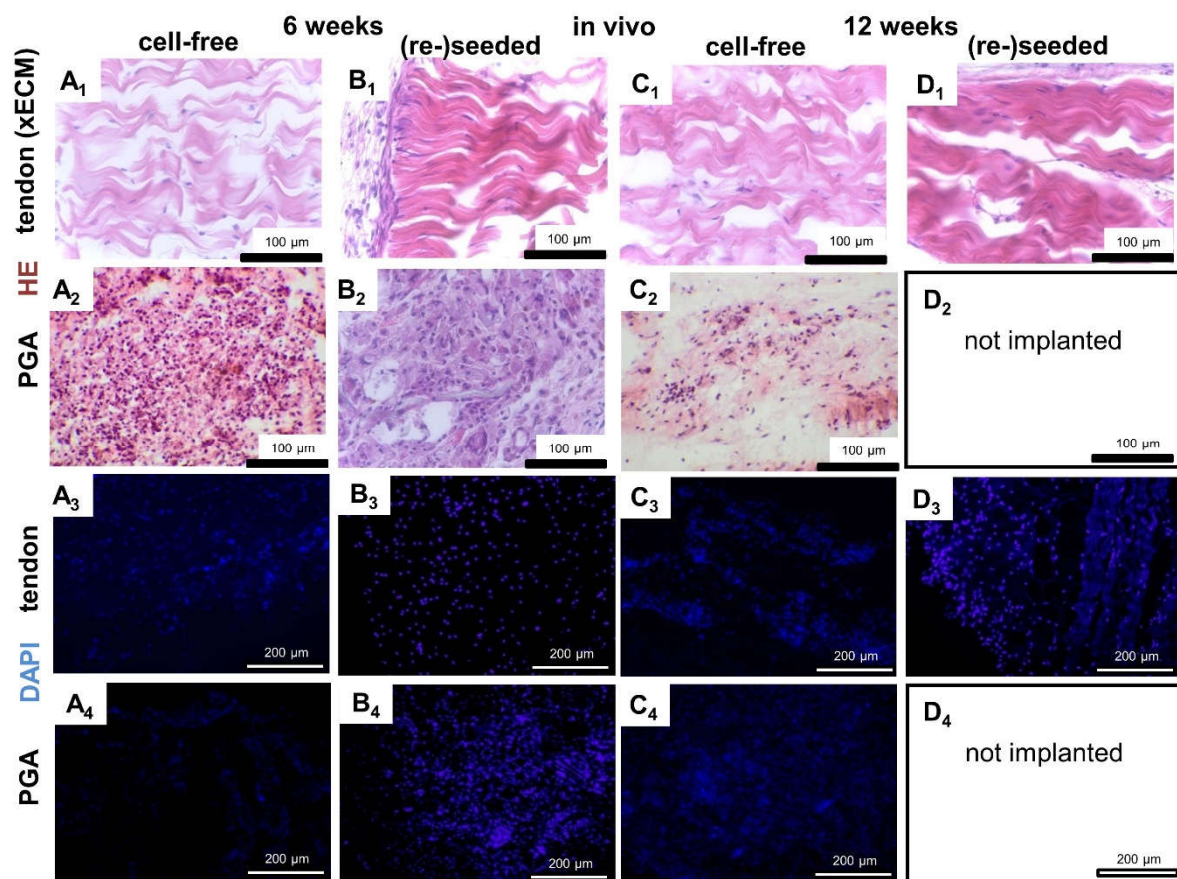 6 weeks in vivo 12 weeks
cell-free (re-)seeded cell-free (re-)seeded
HE
tendon (xECM)
A1 B1 C1 D1
100 µm 100 µm 100 µm 100 µm
PGA
A2 B2 C2 D2
not implanted
100 µm 100 µm 100 µm 100 µm
DAPI
tendon
A3 B3 C3 D3
200 µm 200 µm 200 µm 200 µm
PGA
A4 B4 C4 D4
not implanted
200 µm 200 µm 200 µm 200 µm